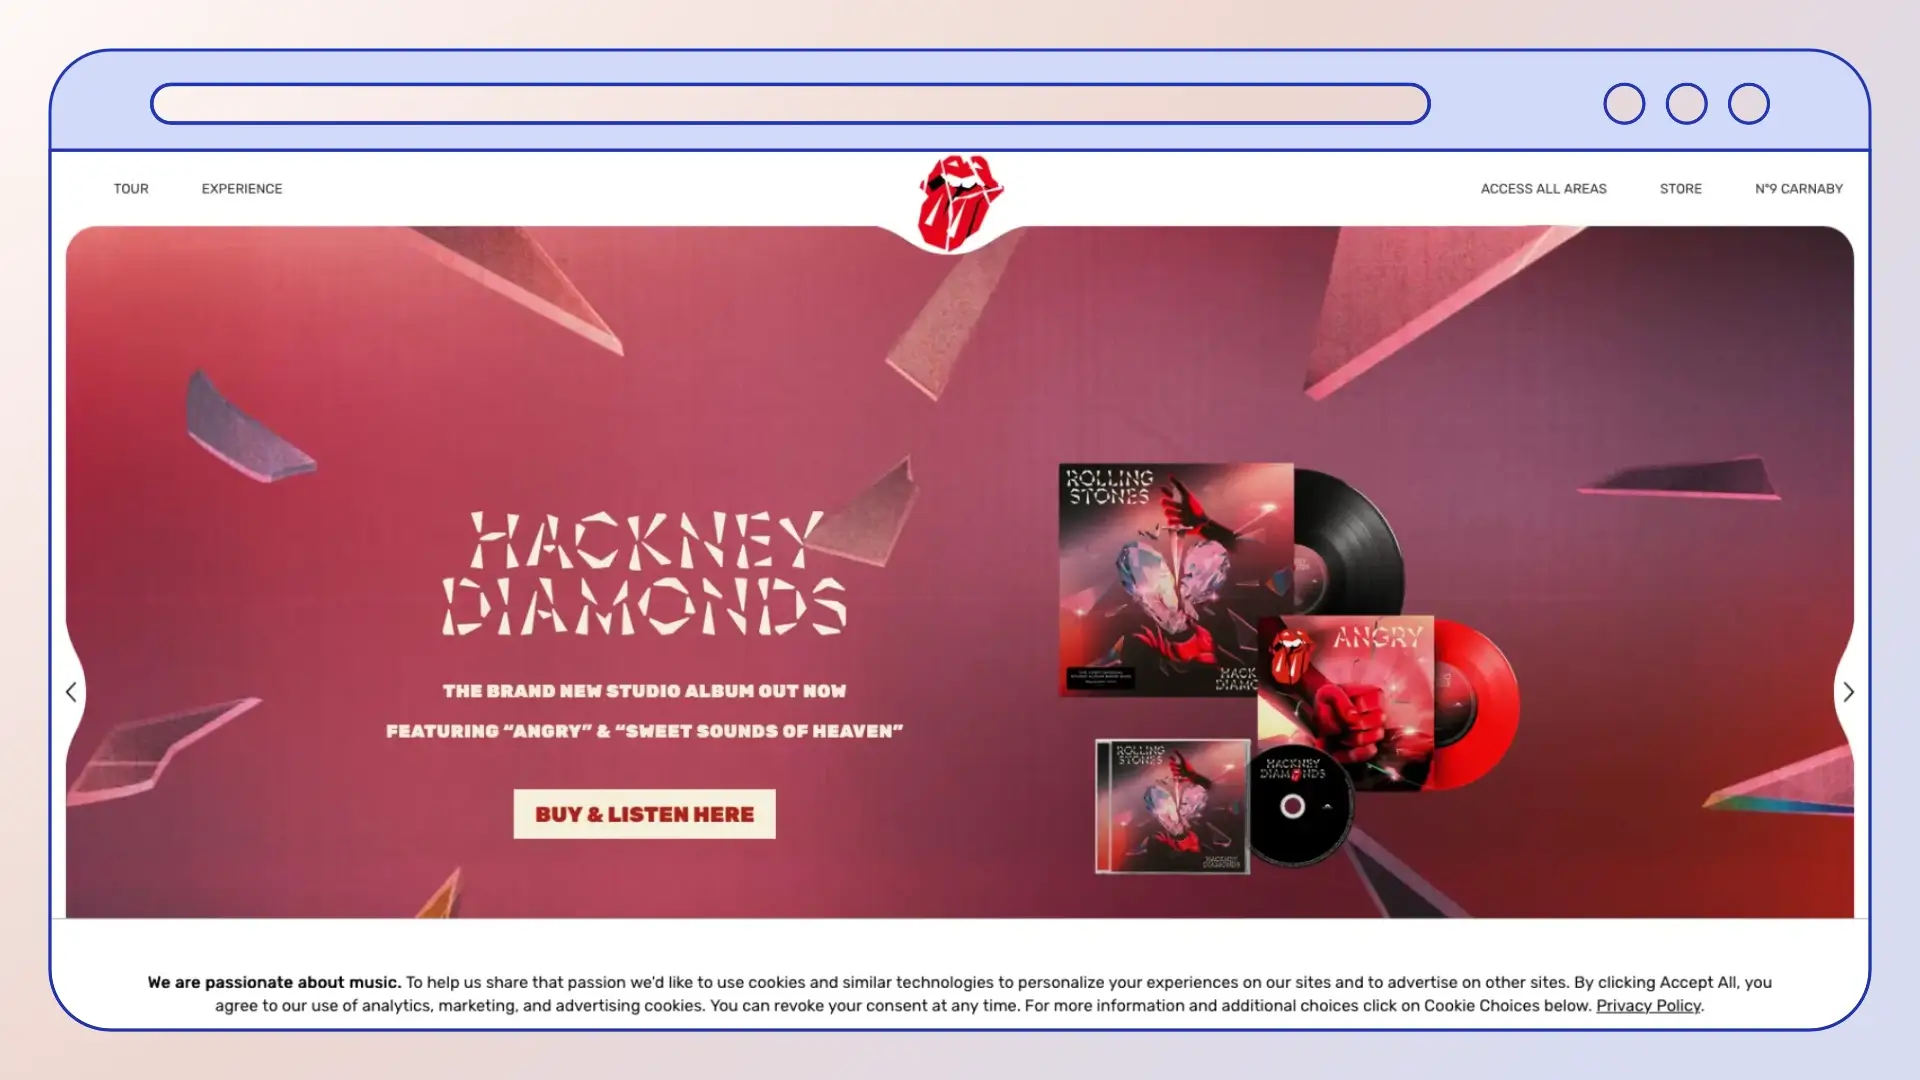 TOUR
EXPERIENCE
ACCESS ALL AREAS
STORE
N°9 CARNABY
HACKNEY
DIAMONDS
THE BRAND NEW STUDIO ALBUM OUT NOW
FEATURING “ANGRY” & “SWEET SOUNDS OF HEAVEN”
BUY & LISTEN HERE
ROLLING
STONES
HACK
DIAMO
ANGRY
ROLLING
STONES
HACKNEY
DIAMONDS
HACKNEY
DIAMONDS
We are passionate about music. To help us share that passion we'd like to use cookies and similar technologies to personalize your experiences on our sites and to advertise on other sites. By clicking Accept All, you
agree to our use of analytics, marketing, and advertising cookies. You can revoke your consent at any time. For more information and additional choices click on Cookie Choices below. Privacy Policy.